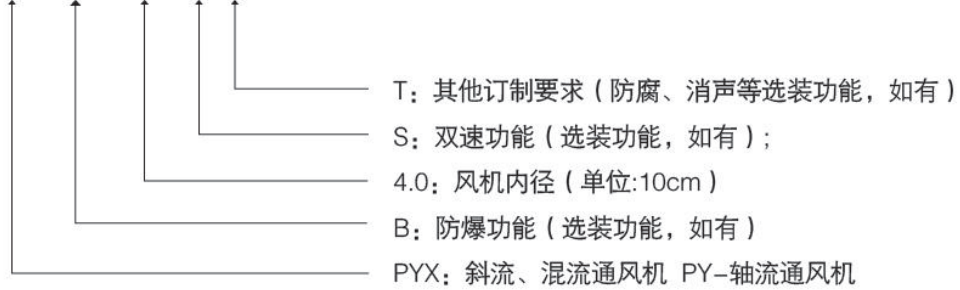 T：其他订制要求（防腐、消声等选装功能，如有）
S：双速功能（选装功能，如有）；
4.0：风机内径（单位:10cm）
B：防爆功能（选装功能，如有）
PYX：斜流、混流通风机 PY-轴流通风机